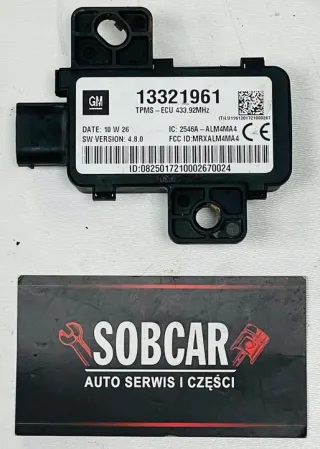 GM
13321961
TPMS-ECU 433.92MHz
DATE: 10 W 26
IC: 2546A-ALM4MA4
SW VERSION: 4.8.0
FCC ID:MRXALM4MA4
CE
ID:0825017210002670024
SOBCAR
AUTO SERWIS I CZĘŚCI